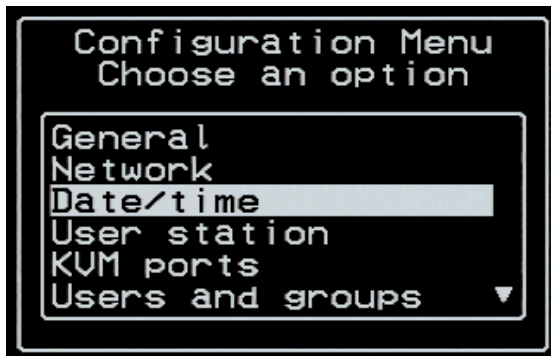 Configuration Menu
Choose an option
General
Network
Date/time
User station
KVM ports
Users and groups